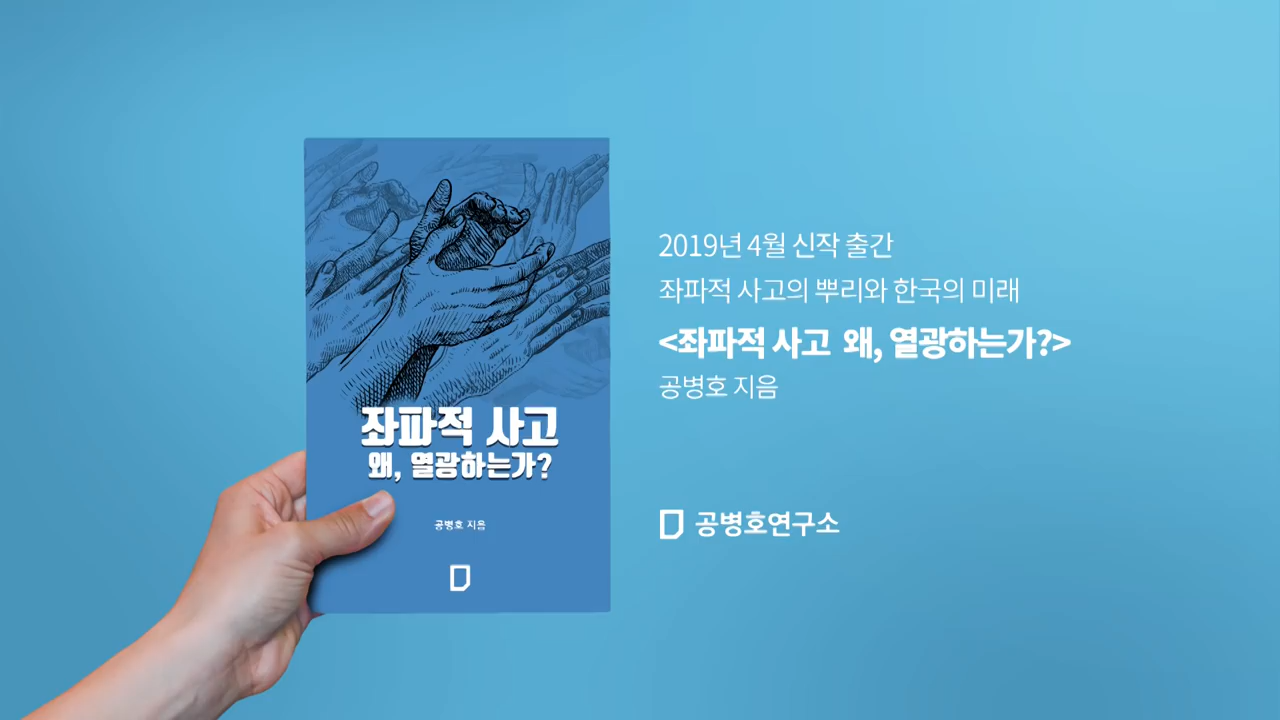 좌파적 사고
왜, 열광하는가?
공병호 지음
2019년 4월 신작 출간
좌파적 사고의 뿌리와 한국의 미래
<좌파적 사고 왜, 열광하는가?>
공병호 지음
공병호연구소